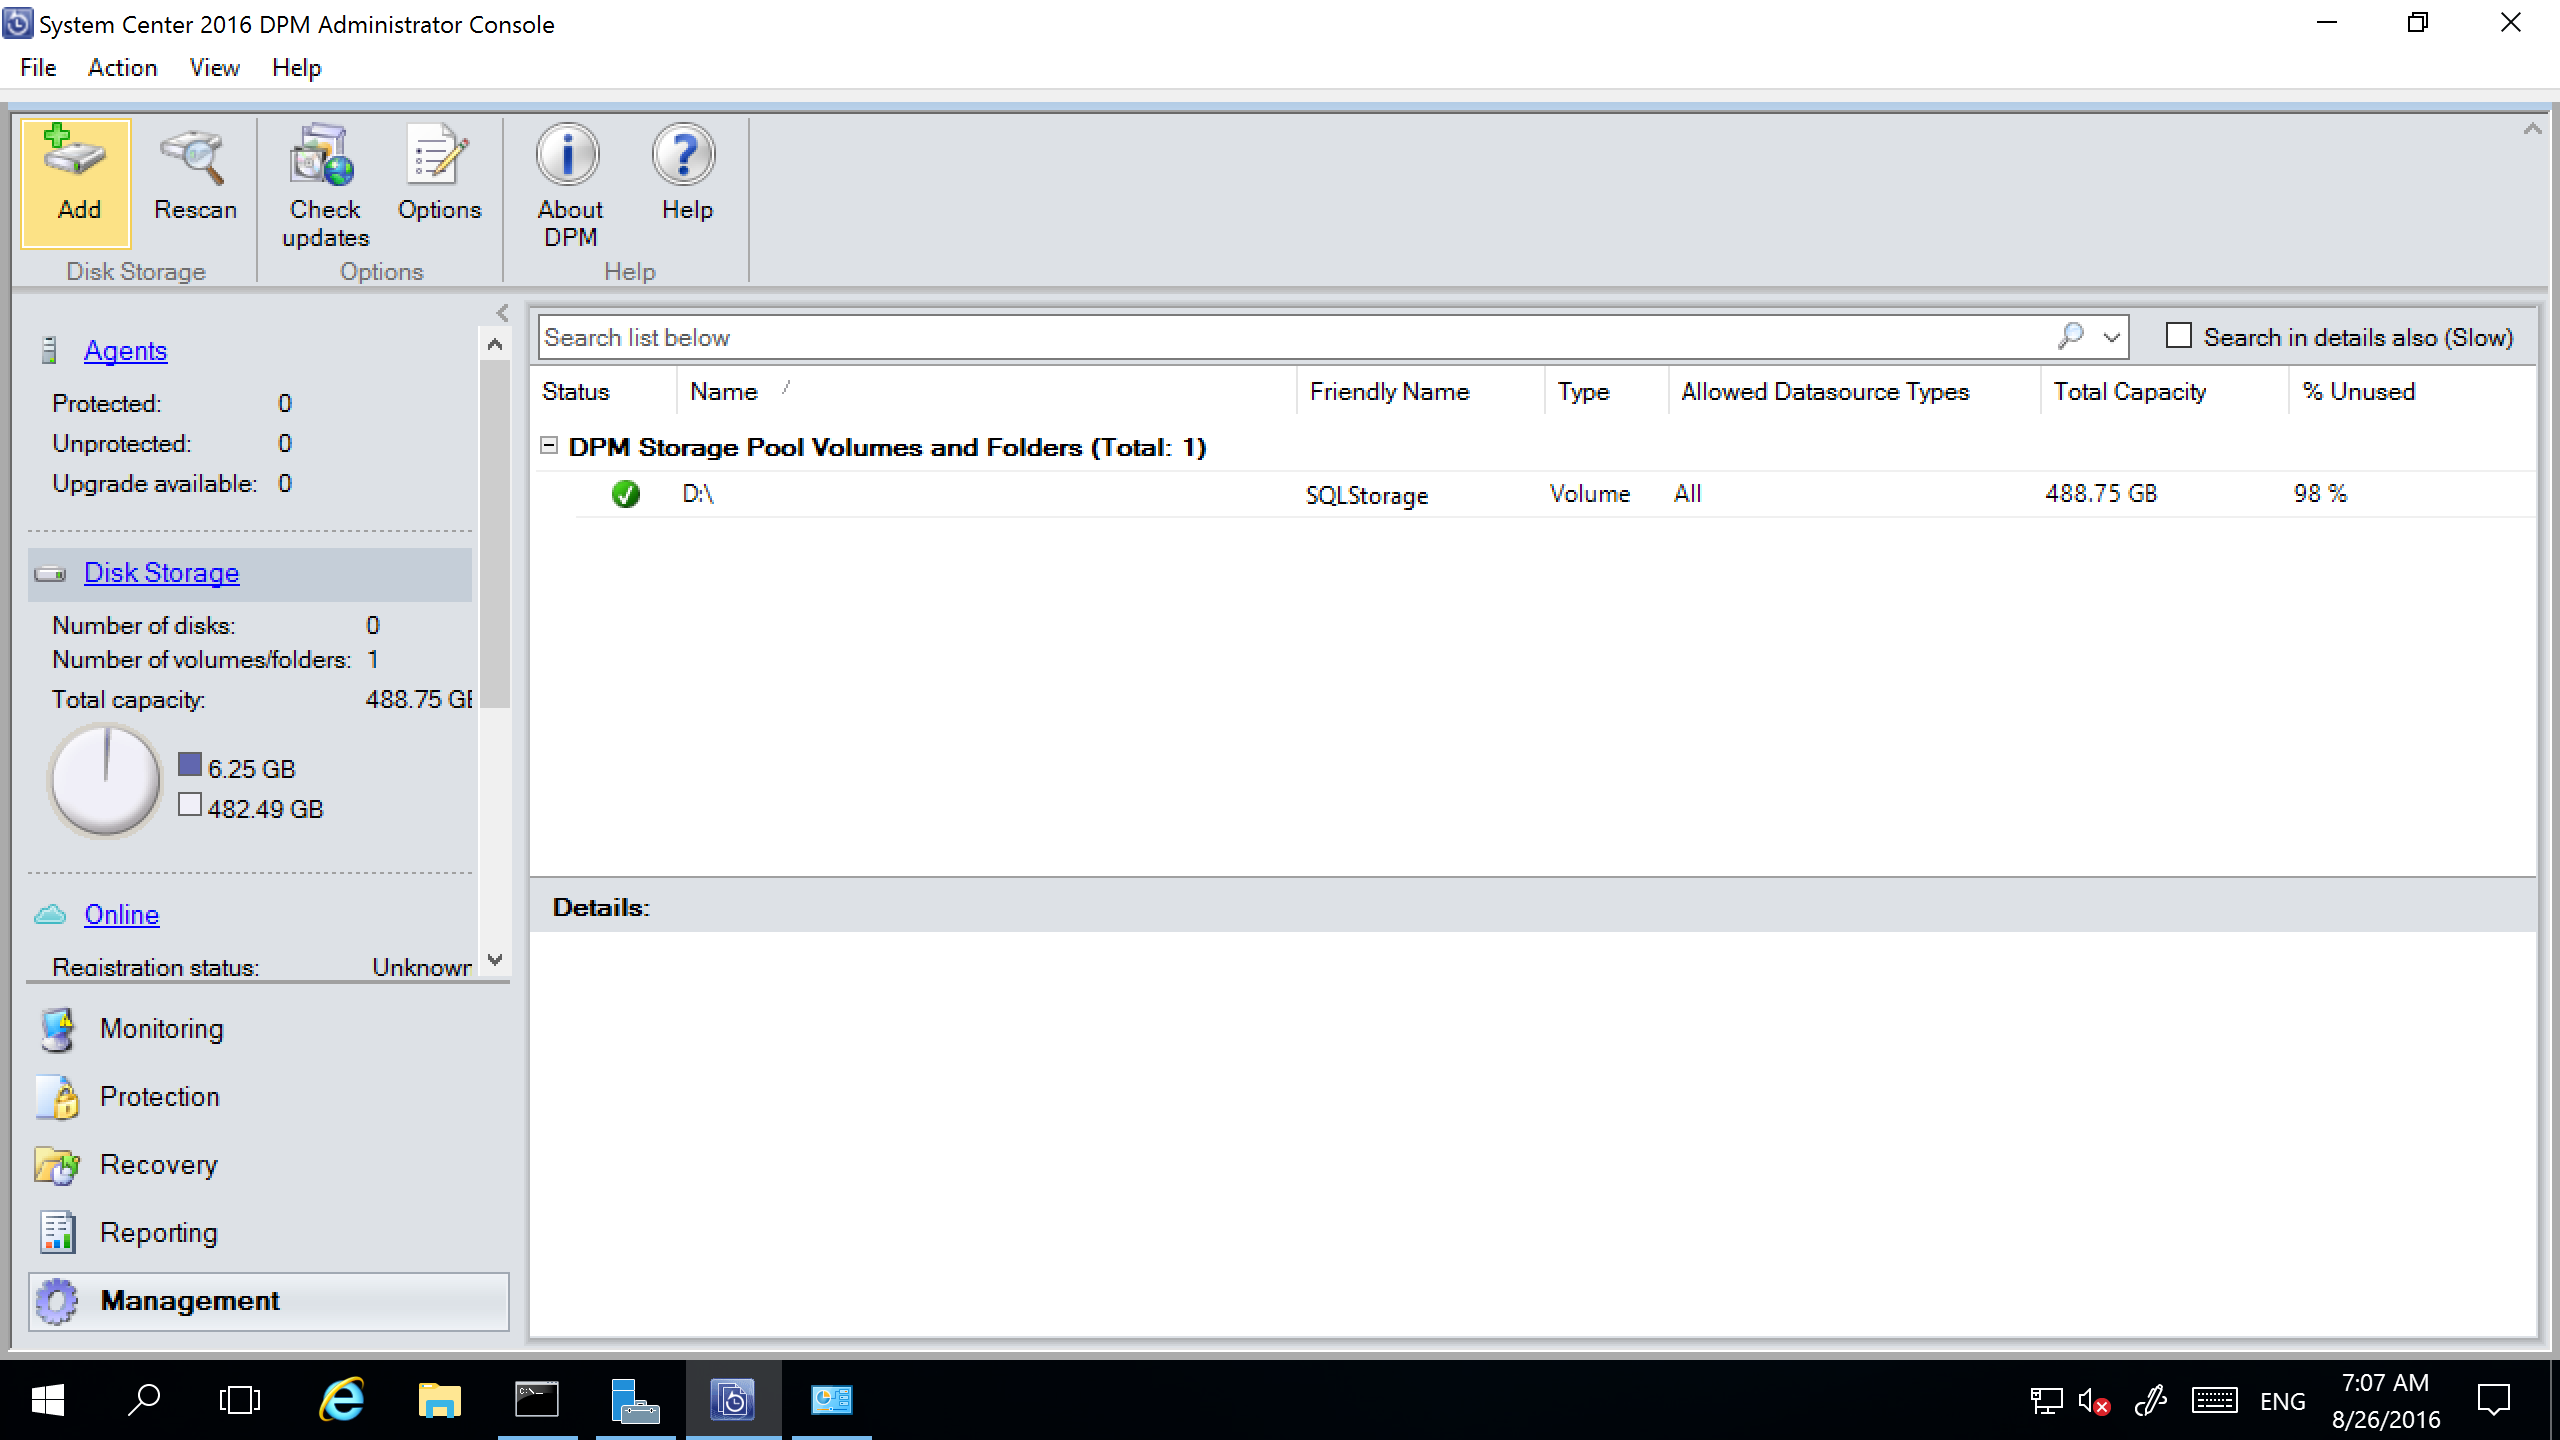 System Center 2016 DPM Administrator Console
File Action View Help
Add
Rescan
Check updates
Options
About DPM
Help
Disk Storage
Options
Help
Agents
Protected: 0
Unprotected: 0
Upgrade available: 0
Disk Storage
Number of disks: 0
Number of volumes/folders: 1
Total capacity: 488.75 GB
6.25 GB
482.49 GB
Online
Registration status: Unknown
Monitoring
Protection
Recovery
Reporting
Management
Search list below
Search in details also (Slow)
Status Name Friendly Name Type Allowed Datasource Types Total Capacity % Unused
DPM Storage Pool Volumes and Folders (Total: 1)
D:\ SQLStorage Volume All 488.75 GB 98 %
Details:
ENG
7:07 AM
8/26/2016